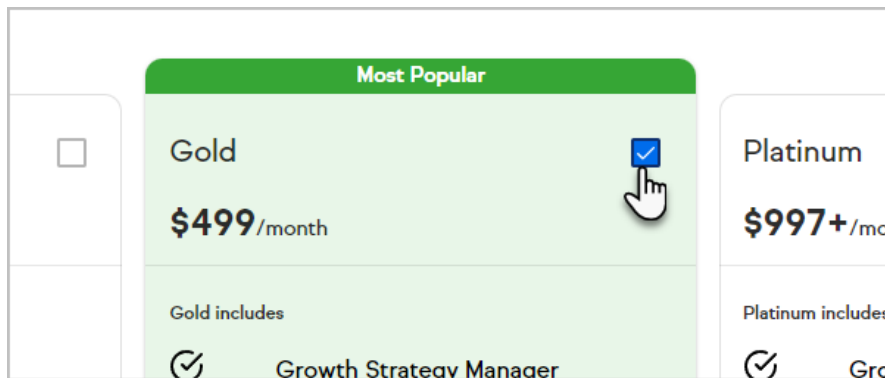 Most Popular
Gold
$499/month
Gold includes
Growth Strategy Manager
Platinum
$997+/mo
Platinum includes